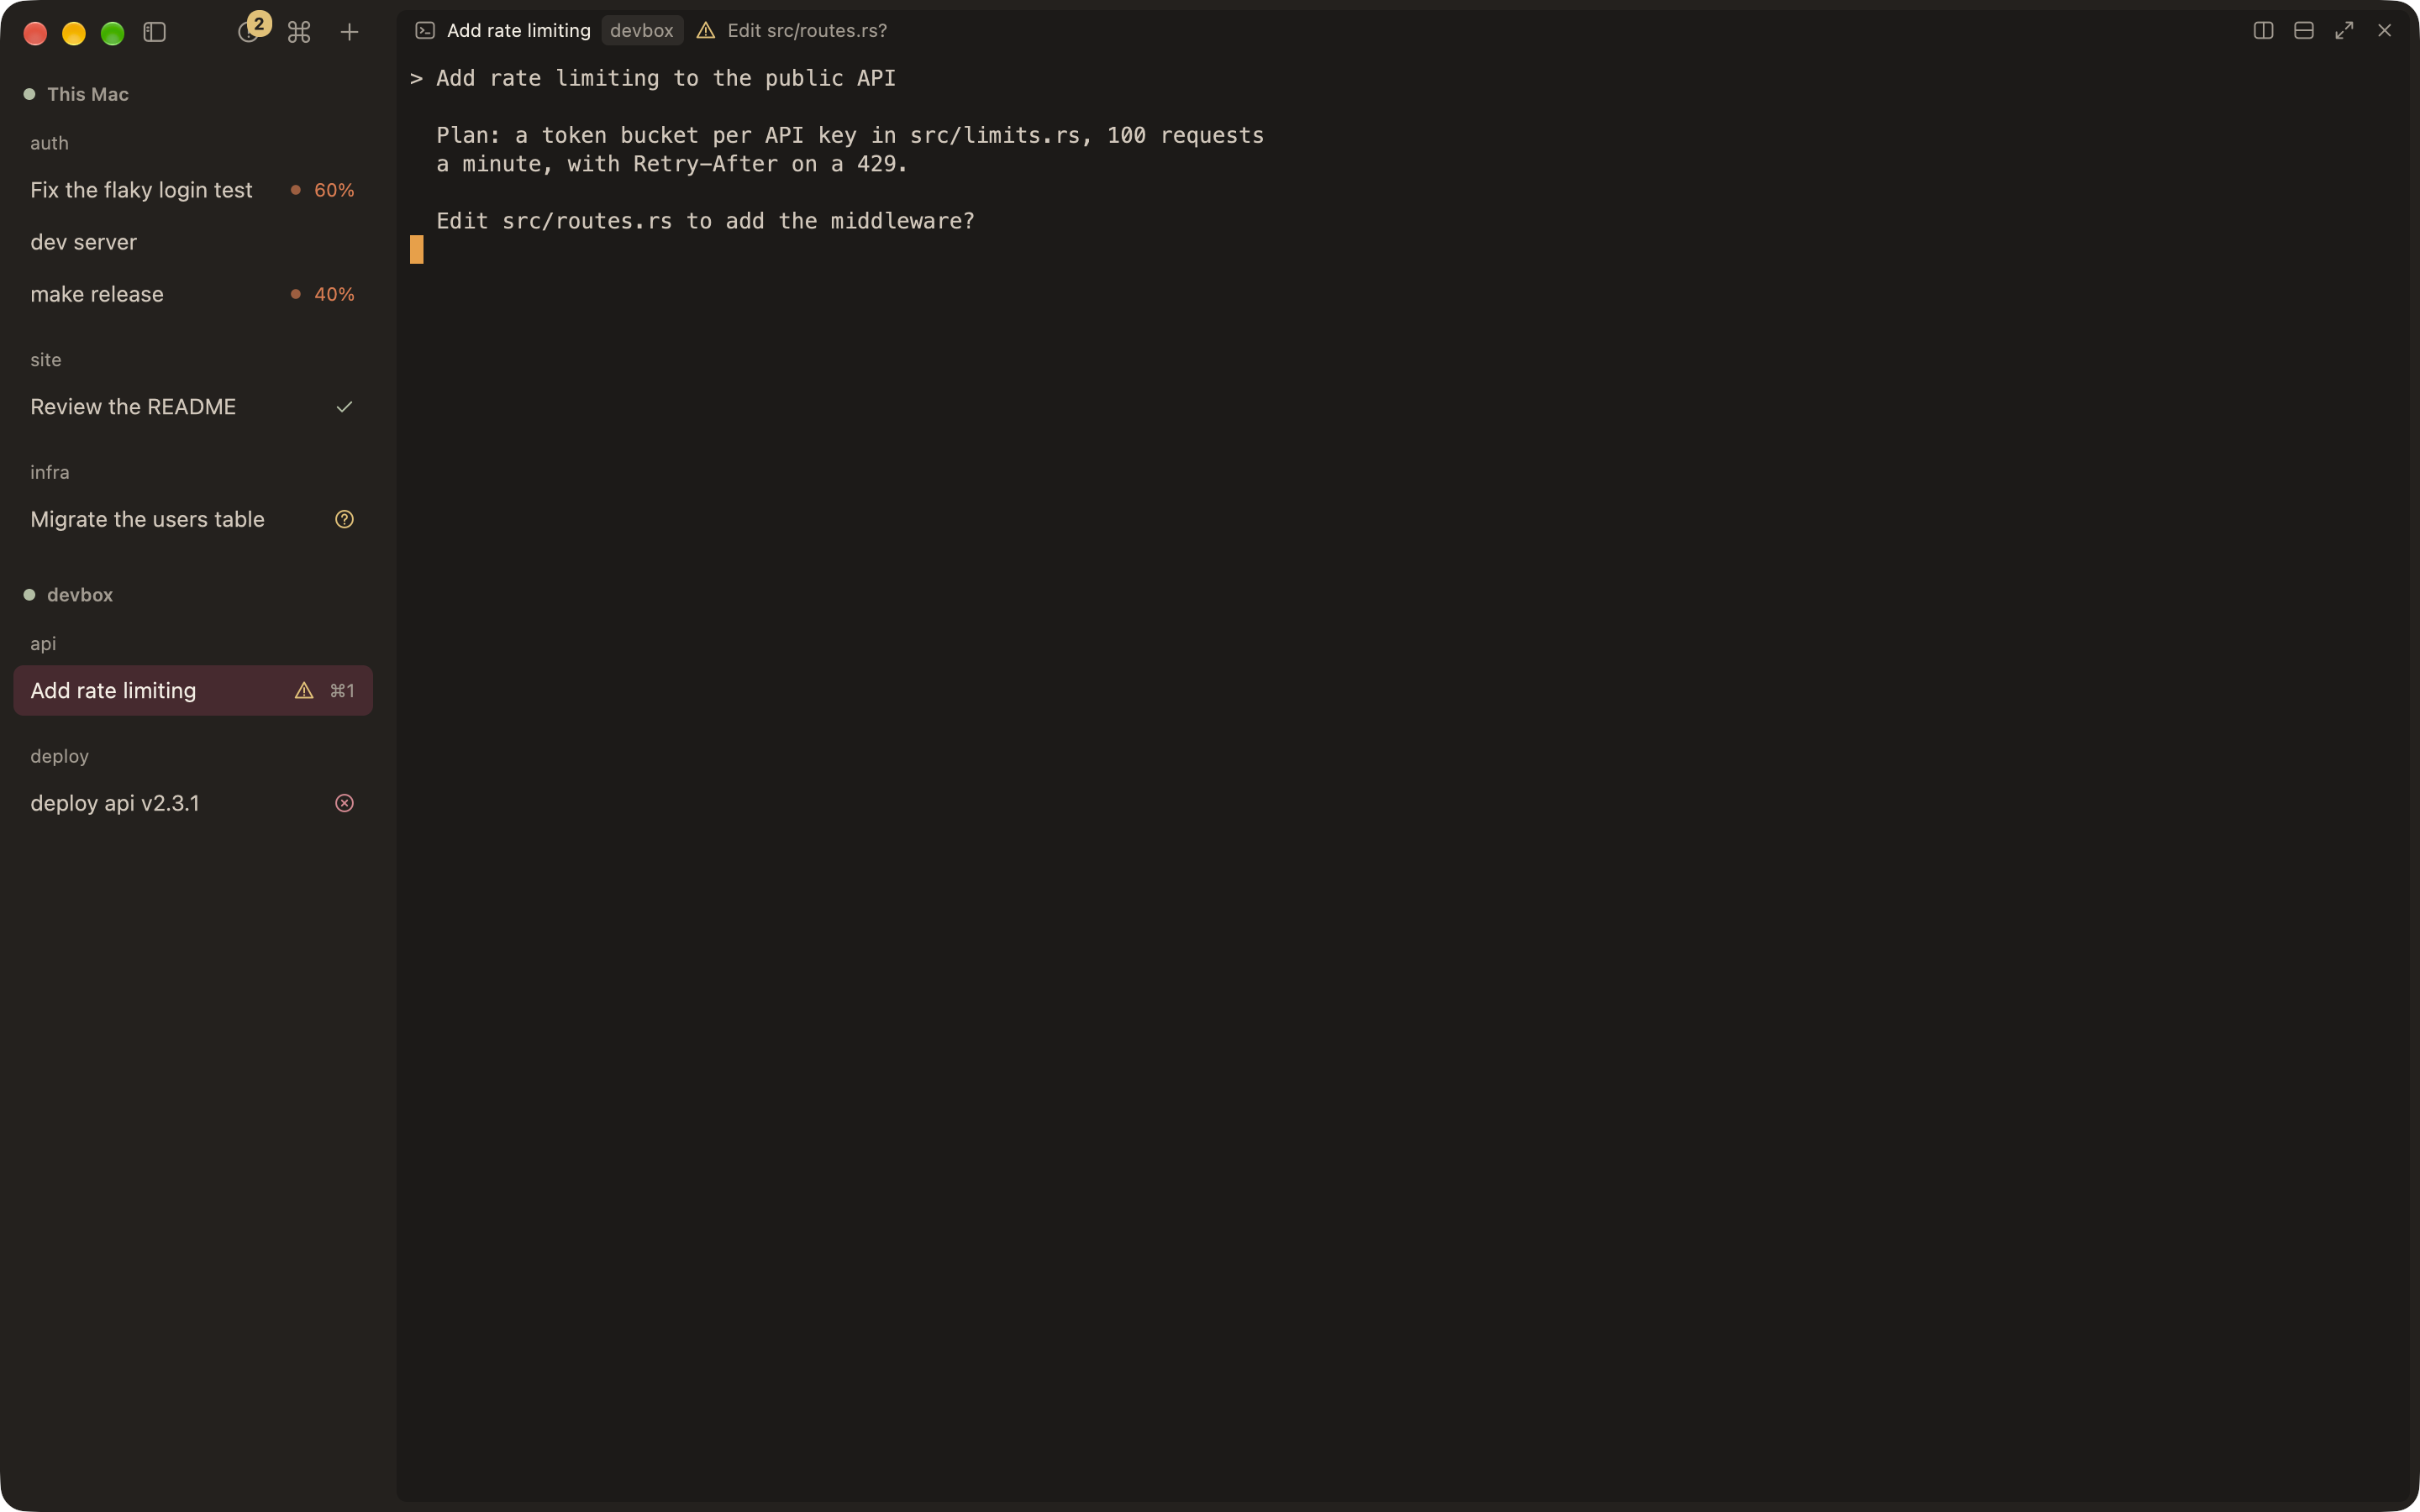 2
This Mac
auth
Fix the flaky login test 60%
dev server
make release 40%
site
Review the README
infra
Migrate the users table
devbox
api
Add rate limiting ⌘1
deploy
deploy api v2.3.1
Add rate limiting devbox Edit src/routes.rs?
> Add rate limiting to the public API
Plan: a token bucket per API key in src/limits.rs, 100 requests
a minute, with Retry-After on a 429.
Edit src/routes.rs to add the middleware?